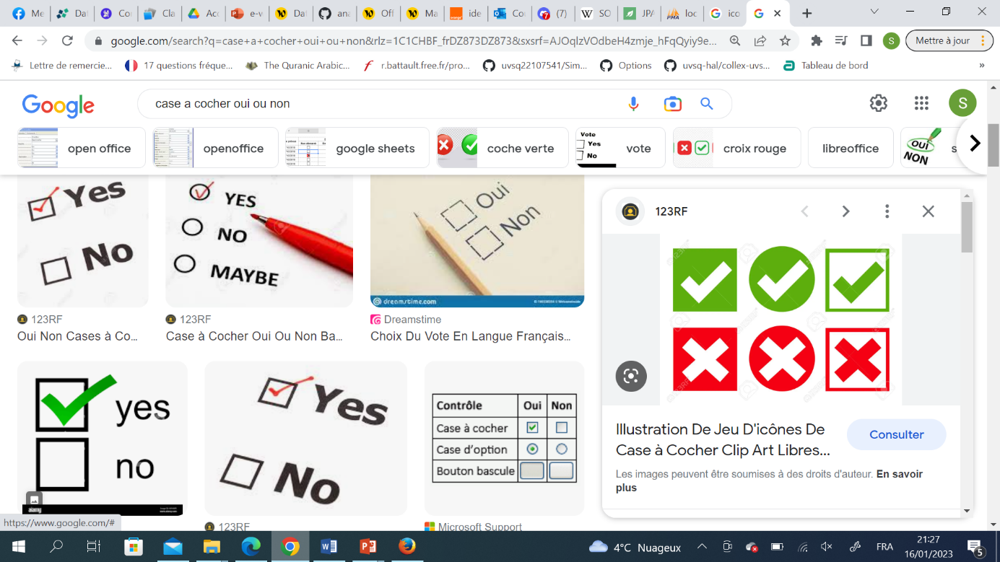 Me
Dat
Co
Cla
Acc
e-w
Dat
ana
Off
Ma
ide
Co
(7)
SO
JPA
loc
ico
google.com/search?q=case+a+cocher+oui+ou+non&rlz=1C1CHBF_frDZ873DZ873&sxsrf=AJOqlzVOdbeH4zmje_hFqQyiy9e...
Mettre à jour
Lettre de remercie...
17 questions fréque...
The Quranic Arabic...
r.battault.free.fr/pro...
uvsq22107541/Sim...
Options
uvsq-hal/collex-uvs...
Tableau de bord
»
Google
case a cocher oui ou non
S
open office
openoffice
google sheets
coche verte
Vote
Yes
No
vote
croix rouge
libreoffice
OUI
NON
s
Yes
No
YES
NO
MAYBE
Oui
Non
dreamstime.com
123RF
Oui Non Cases à Co...
123RF
Case à Cocher Oui Ou Non Ba...
Dreamstime
Choix Du Vote En Langue Français...
yes
no
alamy
Yes
No
123RF
Contrôle Oui Non
Case à cocher
Case d'option
Bouton bascule
Microsoft Support
123RF
Illustration De Jeu D'icônes De
Case à Cocher Clip Art Libres...
Consulter
Les images peuvent être soumises à des droits d'auteur. En savoir
plus
https://www.google.com/#
4°C Nuageux
FRA
21:27
16/01/2023
5